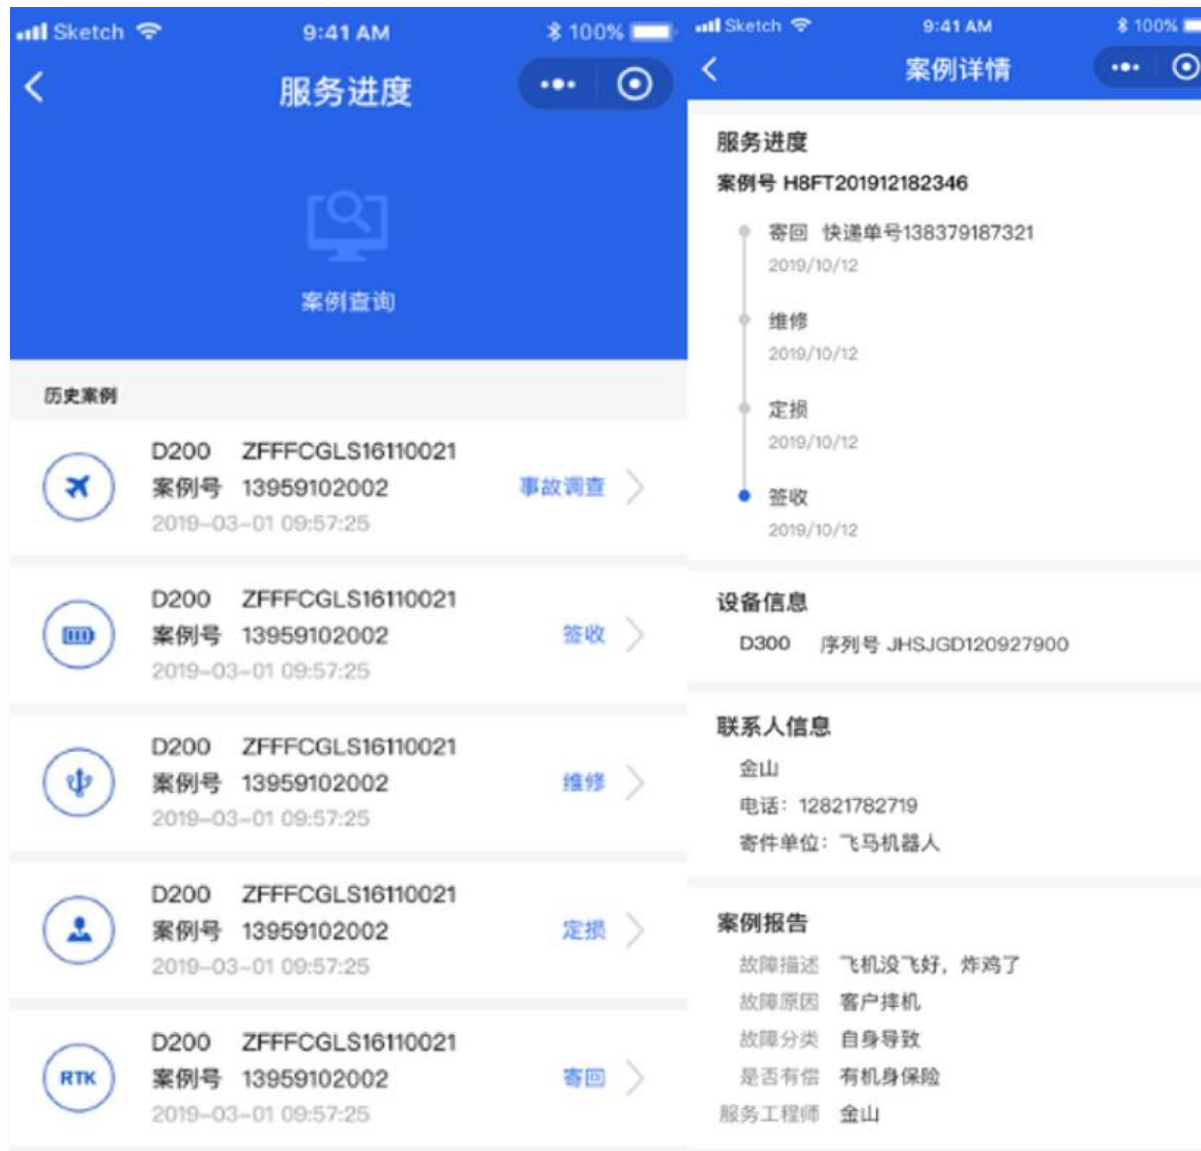 Sketch 9:41 AM 100%
服务进度
案例查询
历史案例
D200 ZFFFCGLS16110021
案例号 13959102002 事故调查
2019-03-01 09:57:25
D200 ZFFFCGLS16110021
案例号 13959102002 签收
2019-03-01 09:57:25
D200 ZFFFCGLS16110021
案例号 13959102002 维修
2019-03-01 09:57:25
D200 ZFFFCGLS16110021
案例号 13959102002 定损
2019-03-01 09:57:25
RTK
D200 ZFFFCGLS16110021
案例号 13959102002 寄回
2019-03-01 09:57:25
Sketch 9:41 AM 100%
案例详情
服务进度
案例号 H8FT201912182346
寄回 快递单号138379187321
2019/10/12
维修
2019/10/12
定损
2019/10/12
签收
2019/10/12
设备信息
D300 序列号 JHSJGD120927900
联系人信息
金山
电话：12821782719
寄件单位：飞马机器人
案例报告
故障描述 飞机没飞好，炸鸡了
故障原因 客户摔机
故障分类 自身导致
是否有偿 有机身保险
服务工程师 金山